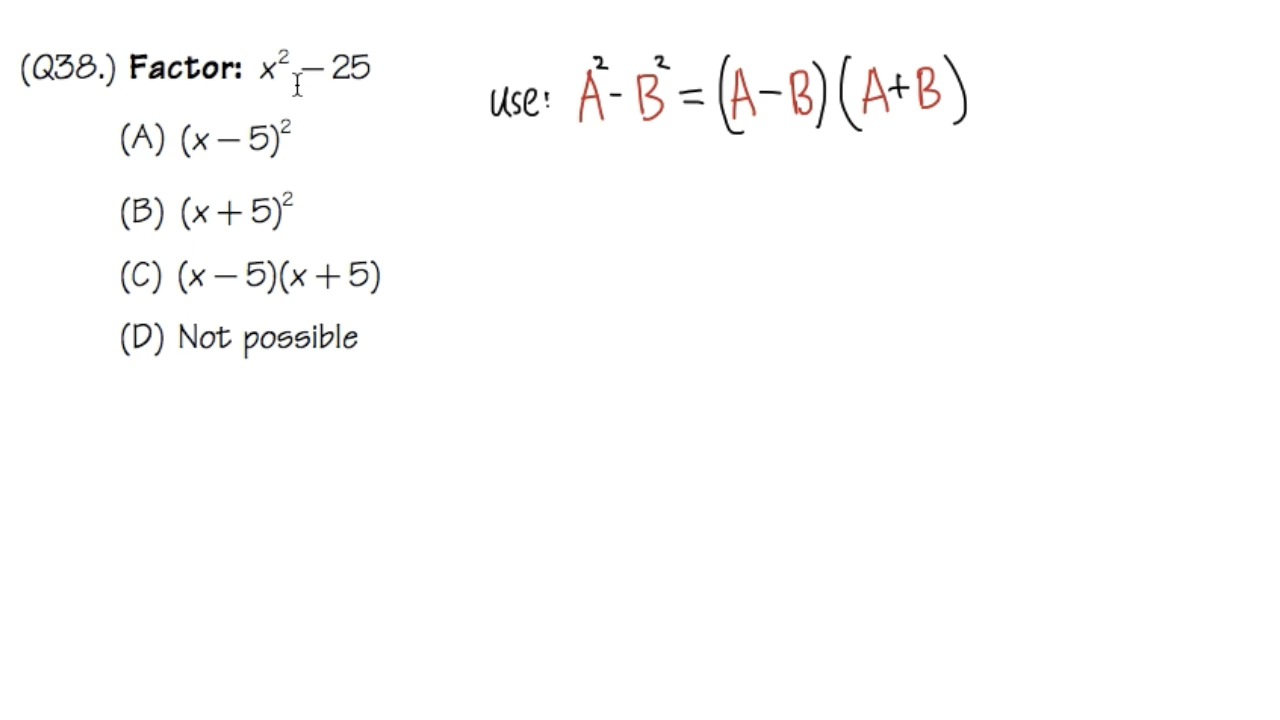 (Q38.) Factor: x² – 25
use: A² - B² = (A-B)(A+B)
(A) (x – 5)²
(B) (x + 5)²
(C) (x – 5)(x + 5)
(D) Not possible